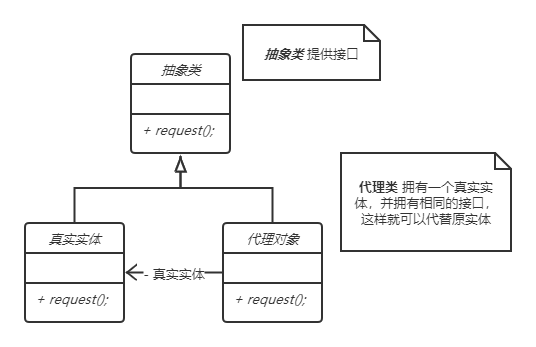 抽象类 提供接口
抽象类
+ request();
代理类 拥有一个真实实
体，并拥有相同的接口，
这样就可以代替原实体
真实实体
代理对象
- 真实实体
+ request();
+ request();